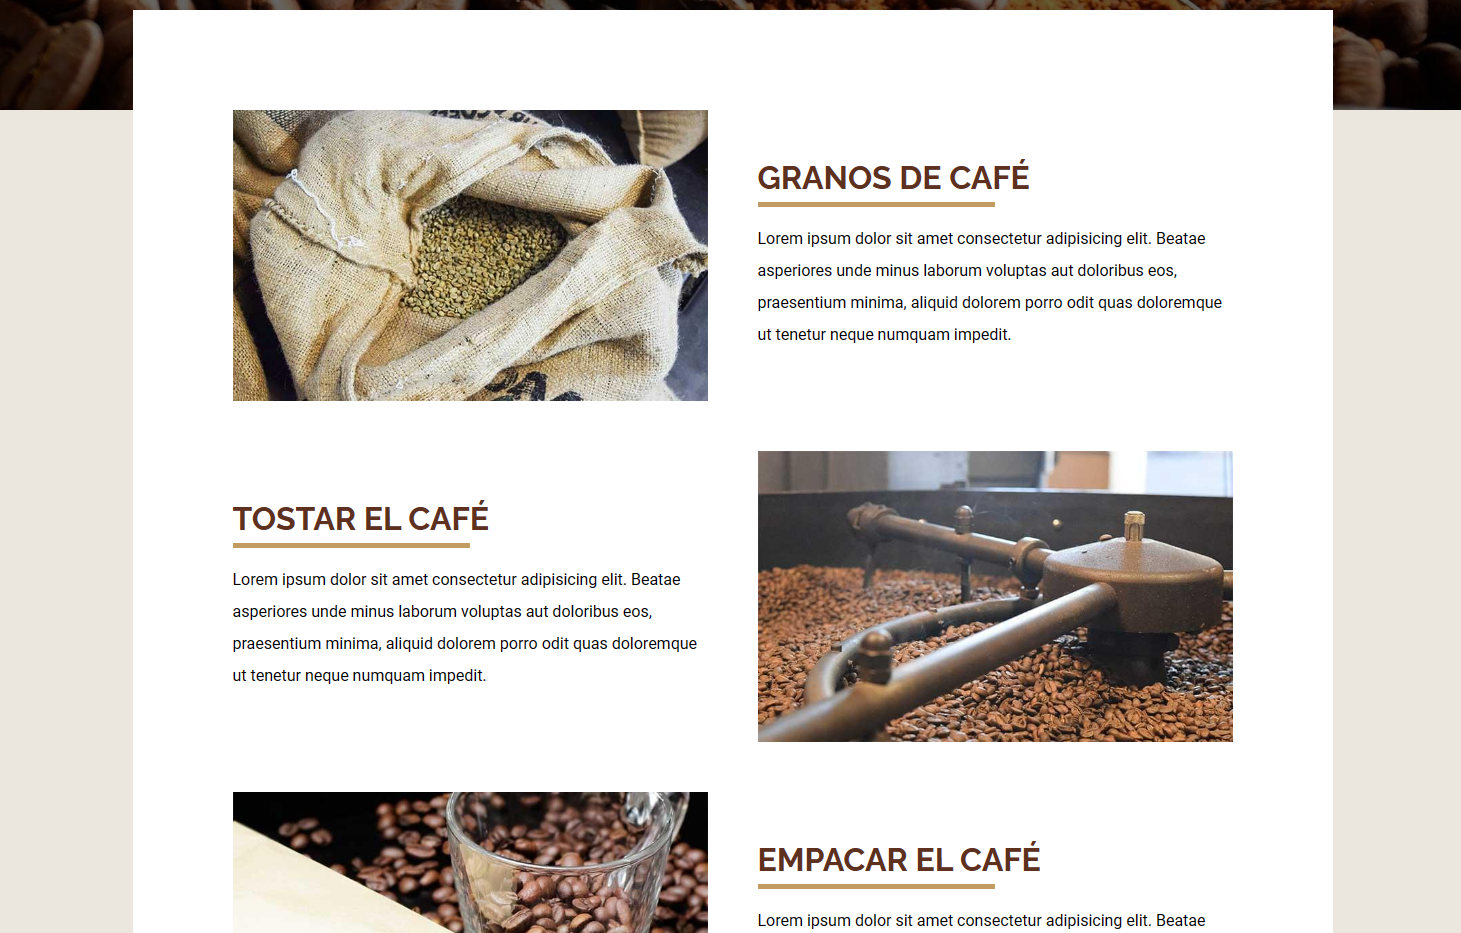 GRANOS DE CAFÉ
Lorem ipsum dolor sit amet consectetur adipisicing elit. Beatae
asperiores unde minus laborum voluptas aut doloribus eos,
praesentium minima, aliquid dolorem porro odit quas doloremque
ut tenetur neque numquam impedit.
TOSTAR EL CAFÉ
Lorem ipsum dolor sit amet consectetur adipisicing elit. Beatae
asperiores unde minus laborum voluptas aut doloribus eos,
praesentium minima, aliquid dolorem porro odit quas doloremque
ut tenetur neque numquam impedit.
EMPACAR EL CAFÉ
Lorem ipsum dolor sit amet consectetur adipisicing elit. Beatae